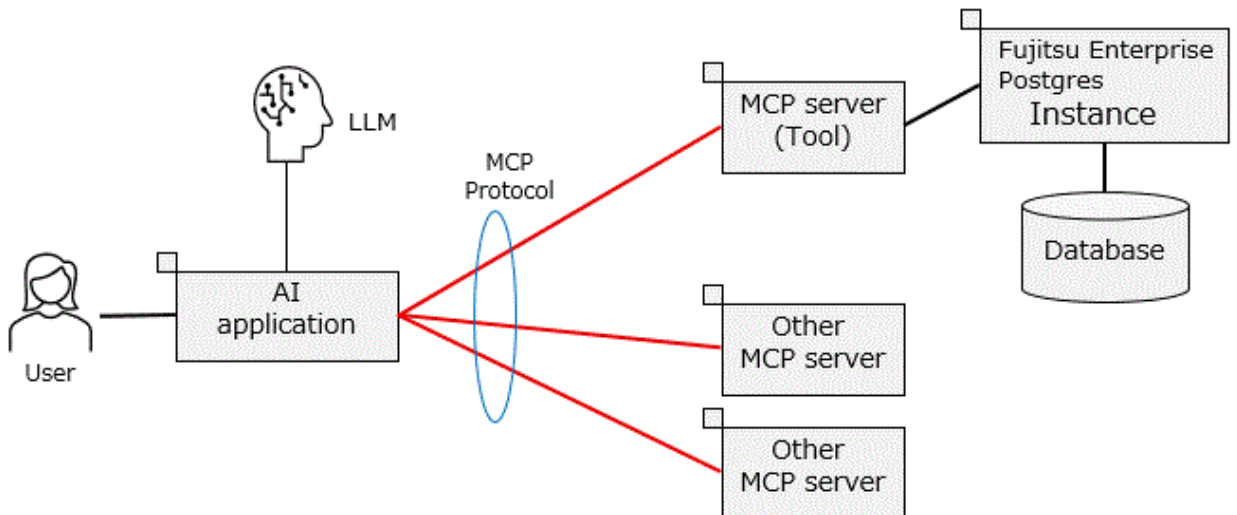 Fujitsu Enterprise
Postgres
Instance
MCP server
(Tool)
LLM
MCP
Protocol
Database
AI
application
User
Other
MCP server
Other
MCP server